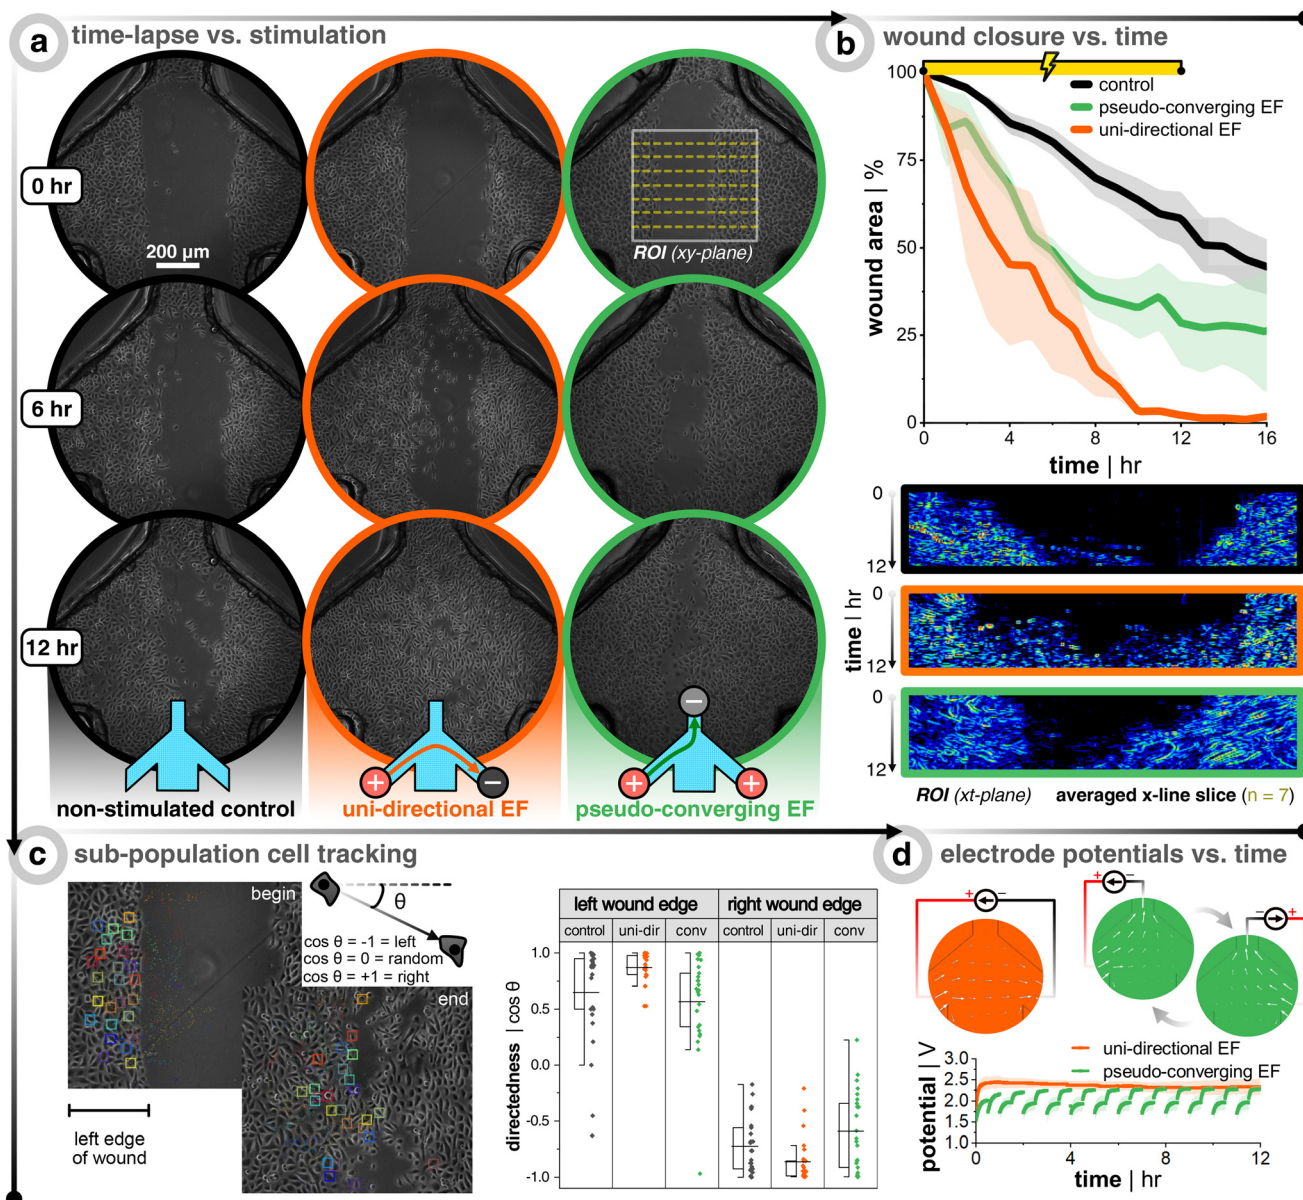 a time-lapse vs. stimulation
0 hr
200 µm
ROI (xy-plane)
6 hr
12 hr
+
−
−
+
+
non-stimulated control
uni-directional EF
pseudo-converging EF
b wound closure vs. time
100
75
50
25
0
wound area | %
control
pseudo-converging EF
uni-directional EF
0 4 8 12 16
time | hr
0
12
0
12
0
12
time | hr
ROI (xt-plane) averaged x-line slice (n = 7)
c sub-population cell tracking
begin
θ
cos θ = -1 = left
cos θ = 0 = random
cos θ = +1 = right
end
left edge
of wound
left wound edge right wound edge
control uni-dir conv control uni-dir conv
1.0
0.5
0.0
-0.5
-1.0
directedness | cos θ
d electrode potentials vs. time
+ −
+ −
− +
uni-directional EF
pseudo-converging EF
3.0
2.5
2.0
1.5
1.0
potential | V
0 4 8 12
time | hr